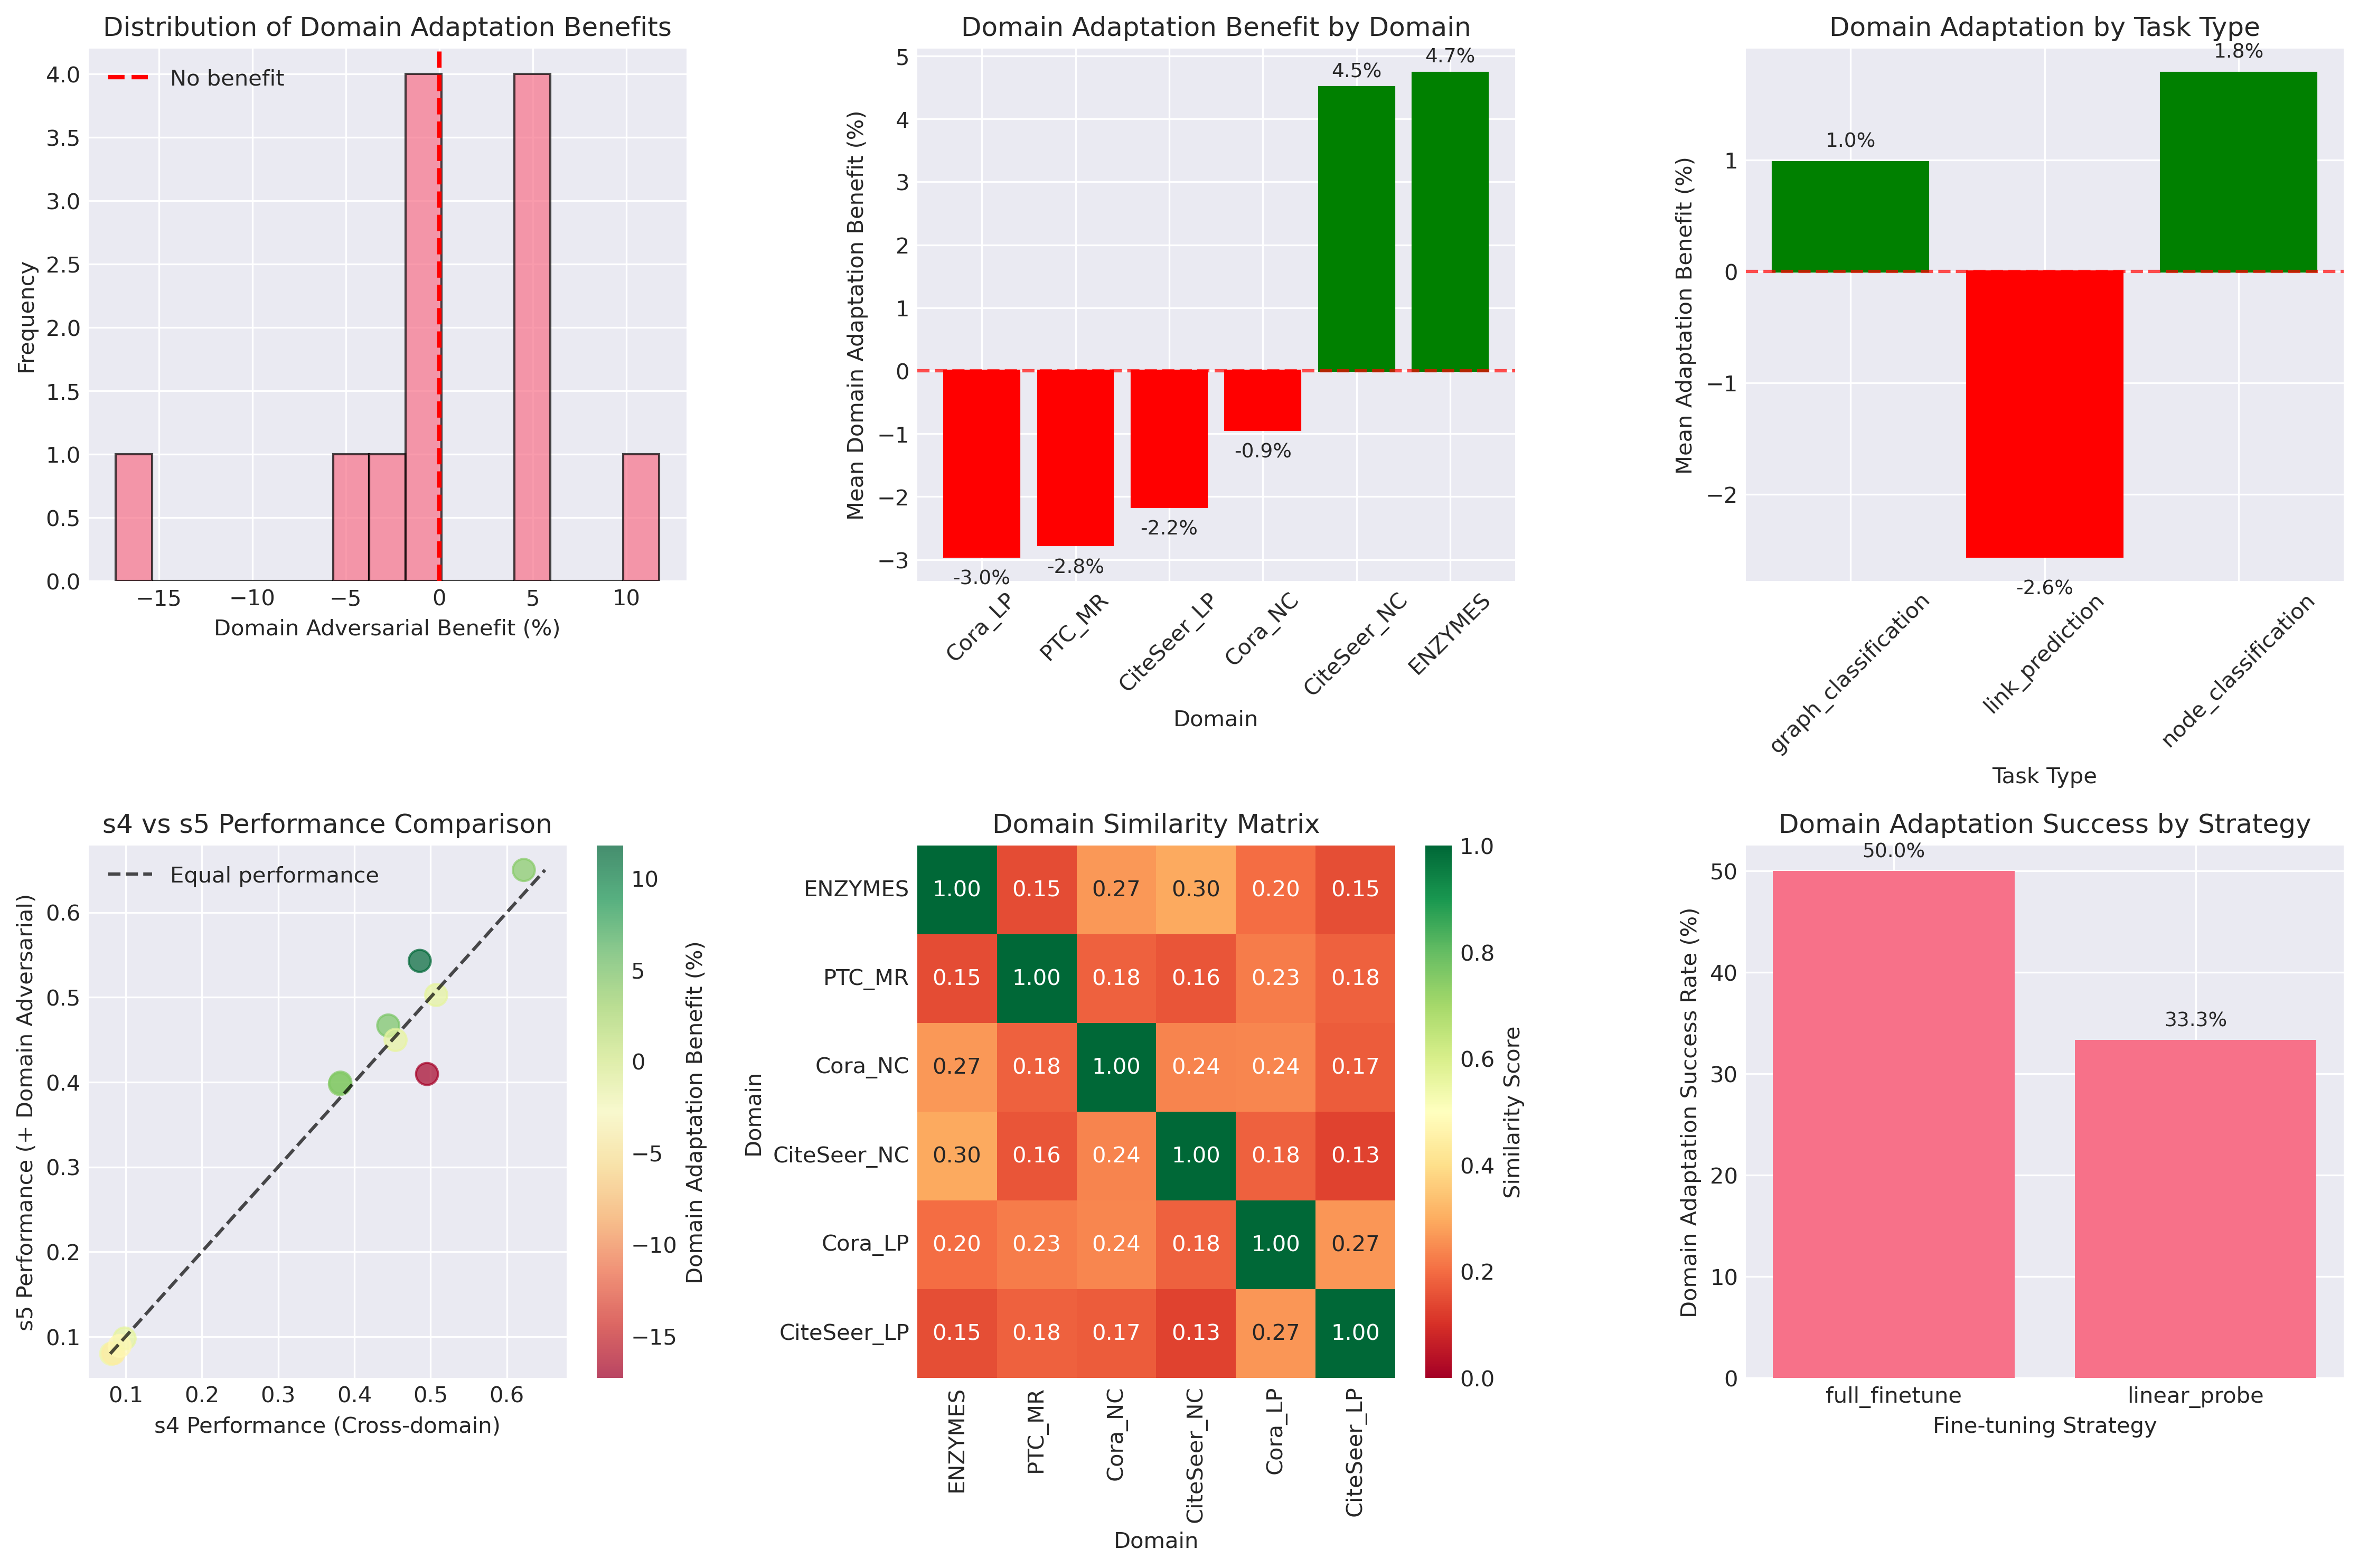 Distribution of Domain Adaptation Benefits
No benefit
4.0
3.5
3.0
2.5
2.0
1.5
1.0
0.5
0.0
Frequency
−15 −10 −5 0 5 10
Domain Adversarial Benefit (%)
Domain Adaptation Benefit by Domain
5
4
3
2
1
0
−1
−2
−3
Mean Domain Adaptation Benefit (%)
-3.0%
-2.8%
-2.2%
-0.9%
4.5%
4.7%
Cora_LP
PTC_MR
CiteSeer_LP
Cora_NC
CiteSeer_NC
ENZYMES
Domain
Domain Adaptation by Task Type
1
0
−1
−2
Mean Adaptation Benefit (%)
1.0%
-2.6%
1.8%
graph_classification
link_prediction
node_classification
Task Type
s4 vs s5 Performance Comparison
Equal performance
0.6
0.5
0.4
0.3
0.2
0.1
s5 Performance (+ Domain Adversarial)
0.1 0.2 0.3 0.4 0.5 0.6
s4 Performance (Cross-domain)
10
5
0
−5
−10
−15
Domain Adaptation Benefit (%)
Domain Similarity Matrix
Domain
ENZYMES 1.00 0.15 0.27 0.30 0.20 0.15
PTC_MR 0.15 1.00 0.18 0.16 0.23 0.18
Cora_NC 0.27 0.18 1.00 0.24 0.24 0.17
CiteSeer_NC 0.30 0.16 0.24 1.00 0.18 0.13
Cora_LP 0.20 0.23 0.24 0.18 1.00 0.27
CiteSeer_LP 0.15 0.18 0.17 0.13 0.27 1.00
ENZYMES
PTC_MR
Cora_NC
CiteSeer_NC
Cora_LP
CiteSeer_LP
Domain
1.0
0.8
0.6
0.4
0.2
0.0
Similarity Score
Domain Adaptation Success by Strategy
50
40
30
20
10
0
Domain Adaptation Success Rate (%)
50.0%
33.3%
full_finetune linear_probe
Fine-tuning Strategy